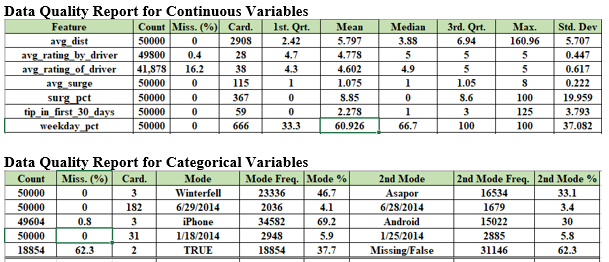 Data Quality Report for Continuous Variables
Feature Count Miss. (%) Card. 1st. Qrt. Mean Median 3rd. Qrt. Max. Std. Dev
avg_dist 50000 0 2908 2.42 5.797 3.88 6.94 160.96 5.707
avg_rating_by_driver 49800 0.4 28 4.7 4.778 5 5 5 0.447
avg_rating_of_driver 41,878 16.2 38 4.3 4.602 4.9 5 5 0.617
avg_surge 50000 0 115 1 1.075 1 1.05 8 0.222
surg_pct 50000 0 367 0 8.85 0 8.6 100 19.959
tip_in_first_30_days 50000 0 59 0 2.278 1 3 125 3.793
weekday_pct 50000 0 666 33.3 60.926 66.7 100 100 37.082
Data Quality Report for Categorical Variables
Count Miss. (%) Card. Mode Mode Freq. Mode % 2nd Mode 2nd Mode Freq. 2nd Mode %
50000 0 3 Winterfell 23336 46.7 Asapor 16534 33.1
50000 0 182 6/29/2014 2036 4.1 6/28/2014 1679 3.4
49604 0.8 3 iPhone 34582 69.2 Android 15022 30
50000 0 31 1/18/2014 2948 5.9 1/25/2014 2885 5.8
18854 62.3 2 TRUE 18854 37.7 Missing/False 31146 62.3